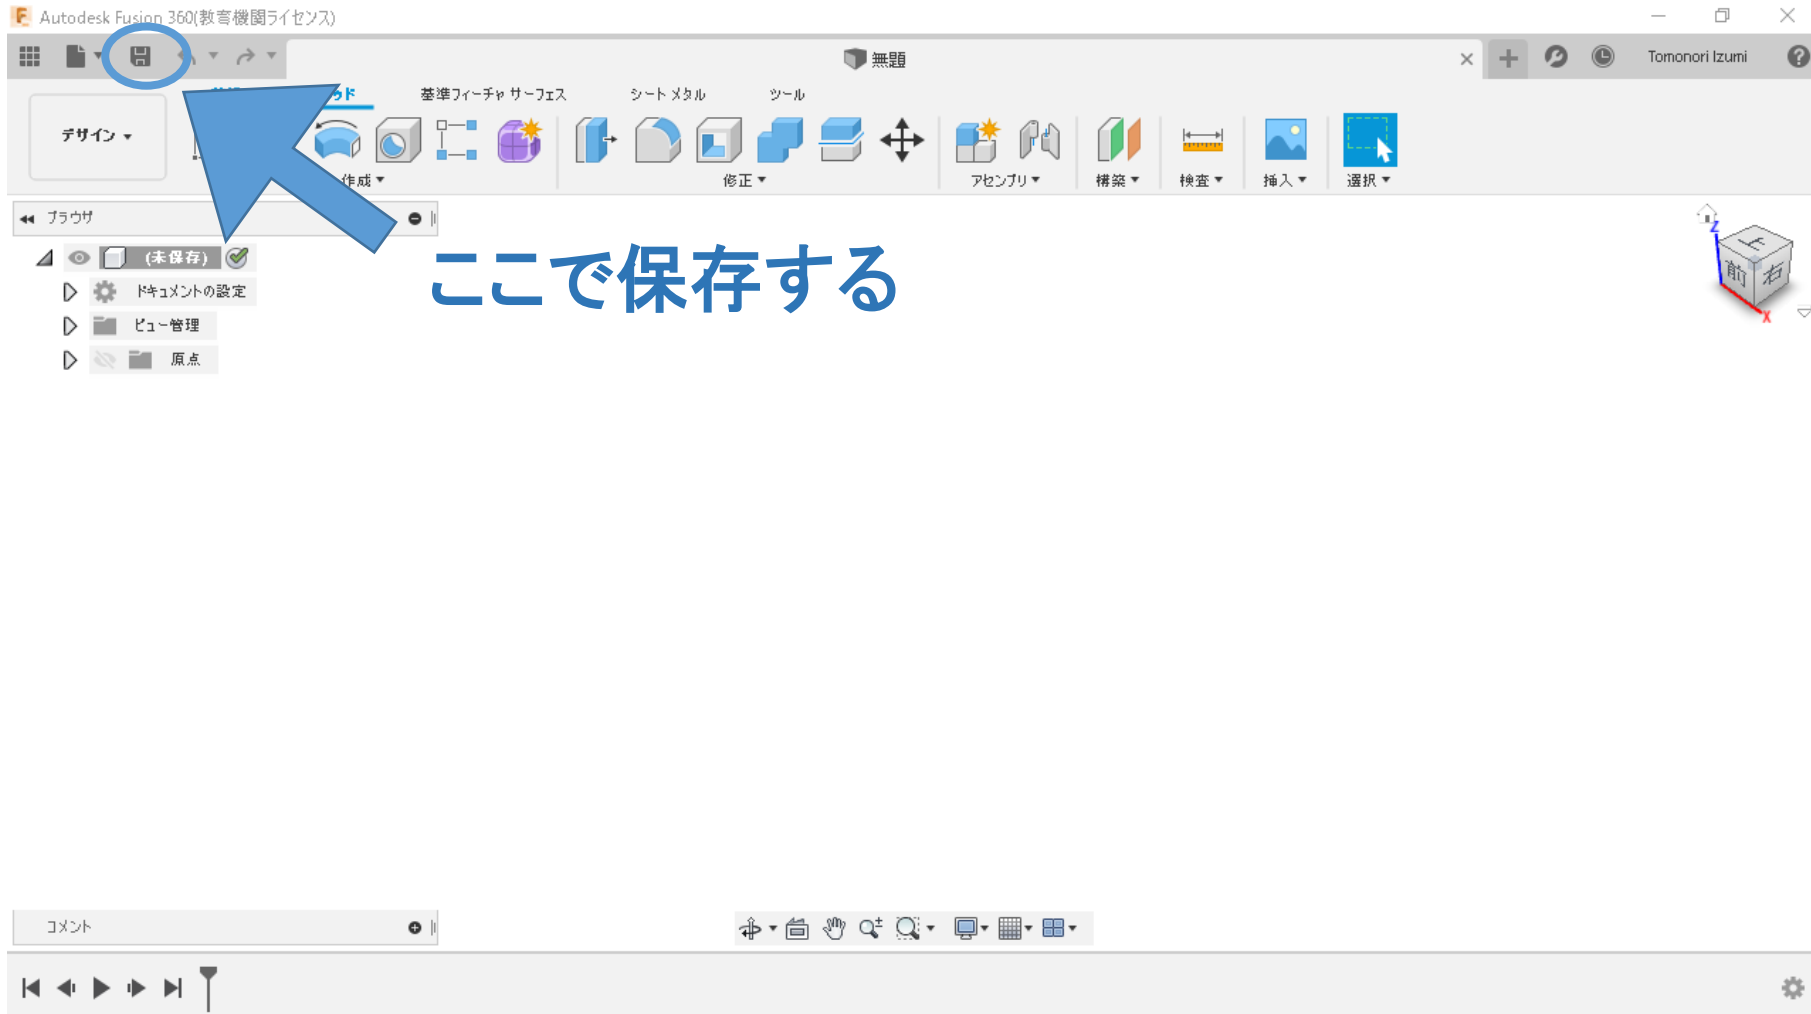 Autodesk Fusion 360(教育機関ライセンス)
無題
Tomonori Izumi
基準フィーチャ サーフェス
シート メタル
ツール
デザイン
作成
修正
アセンブリ
構築
検査
挿入
選択
ブラウザ
(未保存)
ドキュメントの設定
ビュー管理
原点
ここで保存する
Z
上
前
右
X
コメント